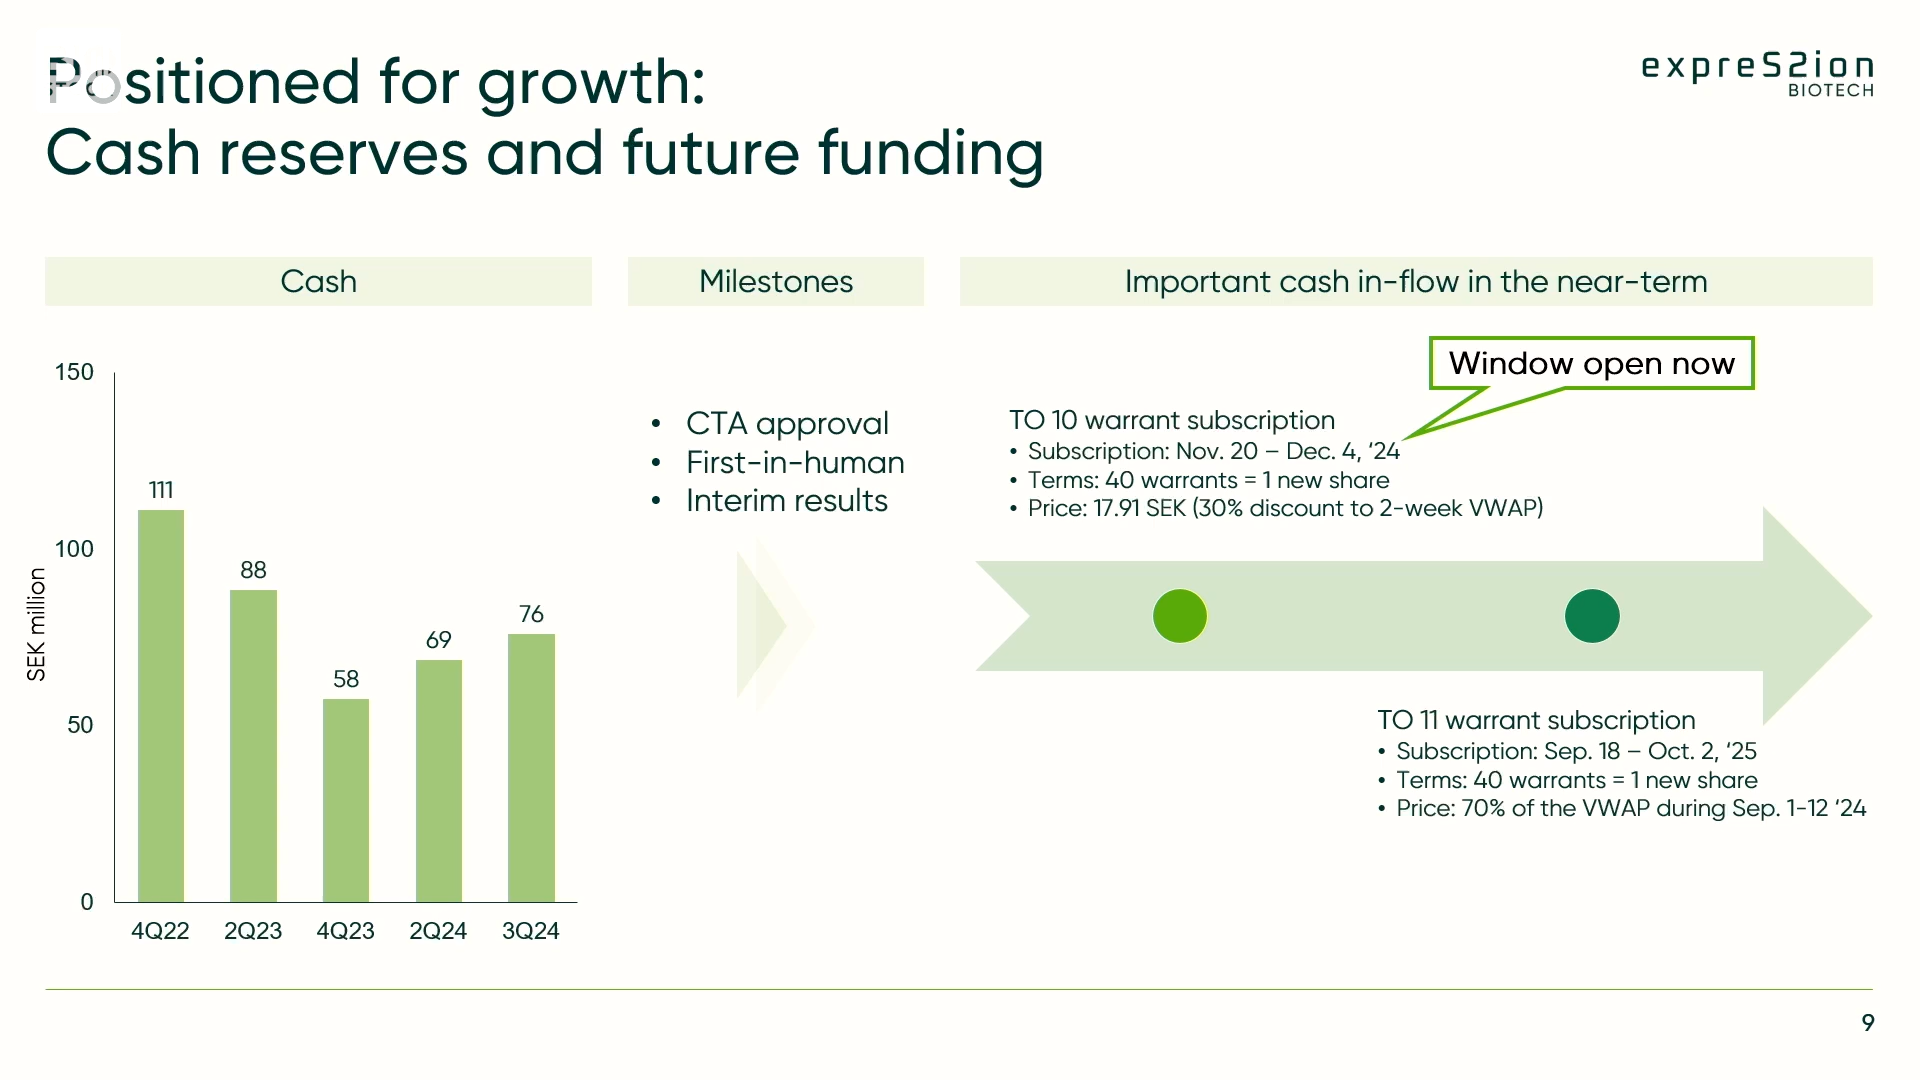 Positioned for growth:
Cash reserves and future funding
expreS2ion
BIOTECH
Cash
Milestones
Important cash in-flow in the near-term
SEK million
150
100
50
0
111
88
58
69
76
4Q22
2Q23
4Q23
2Q24
3Q24
• CTA approval
• First-in-human
• Interim results
Window open now
TO 10 warrant subscription
• Subscription: Nov. 20 – Dec. 4, ‘24
• Terms: 40 warrants = 1 new share
• Price: 17.91 SEK (30% discount to 2-week VWAP)
TO 11 warrant subscription
• Subscription: Sep. 18 – Oct. 2, ‘25
• Terms: 40 warrants = 1 new share
• Price: 70% of the VWAP during Sep. 1-12 ‘24
9